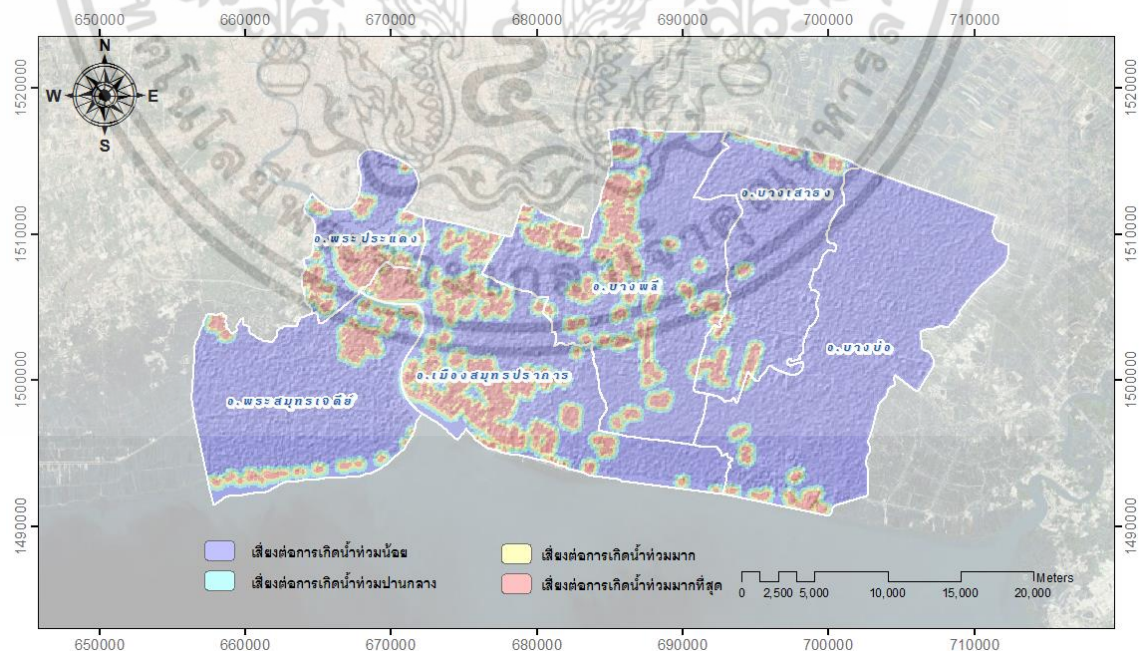 650000 660000 670000 680000 690000 700000 710000
N
W E
S
1520000 1520000
อ.บางเสาธง
1510000 1510000
อ.พระประแดง
อ.บางพลี
อ.บางบ่อ
1500000 1500000
อ.เมืองสมุทรปราการ
อ.พระสมุทรเจดีย์
1490000 1490000
เสี่ยงต่อการเกิดน้ำท่วมน้อย เสี่ยงต่อการเกิดน้ำท่วมมาก
เสี่ยงต่อการเกิดน้ำท่วมปานกลาง เสี่ยงต่อการเกิดน้ำท่วมมากที่สุด
Meters
0 2,500 5,000 10,000 15,000 20,000
650000 660000 670000 680000 690000 700000 710000